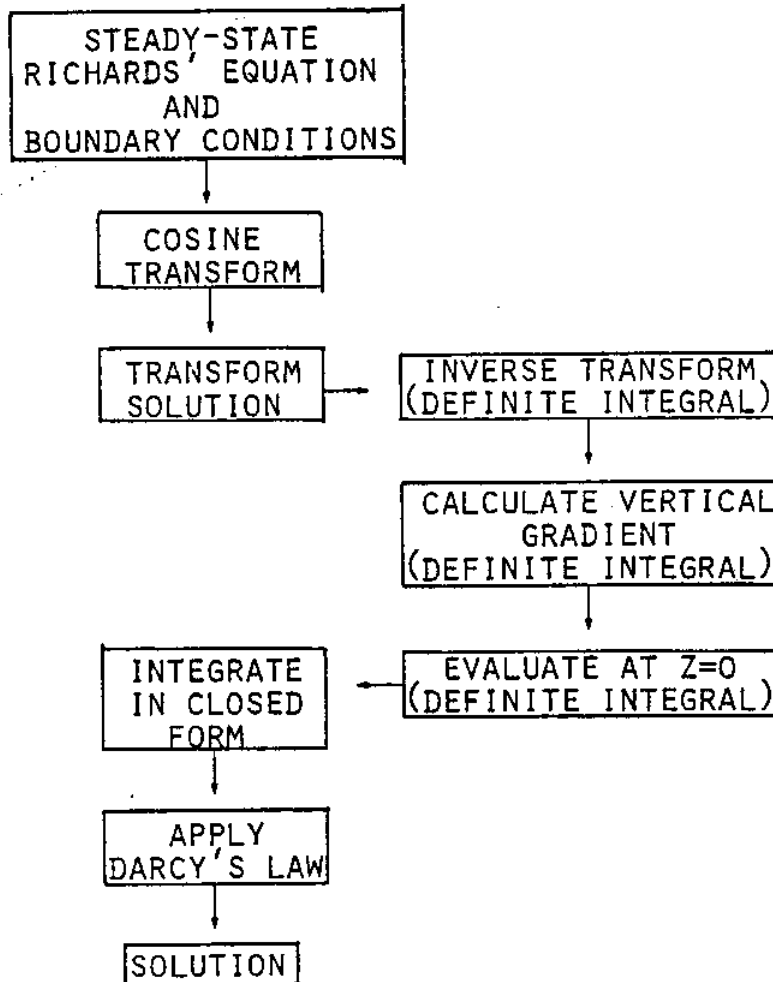 STEADY-STATE
RICHARDS' EQUATION
AND
BOUNDARY CONDITIONS
COSINE
TRANSFORM
TRANSFORM
SOLUTION
INVERSE TRANSFORM
(DEFINITE INTEGRAL)
CALCULATE VERTICAL
GRADIENT
(DEFINITE INTEGRAL)
EVALUATE AT Z=0
(DEFINITE INTEGRAL)
INTEGRATE
IN CLOSED
FORM
APPLY
DARCY'S LAW
SOLUTION